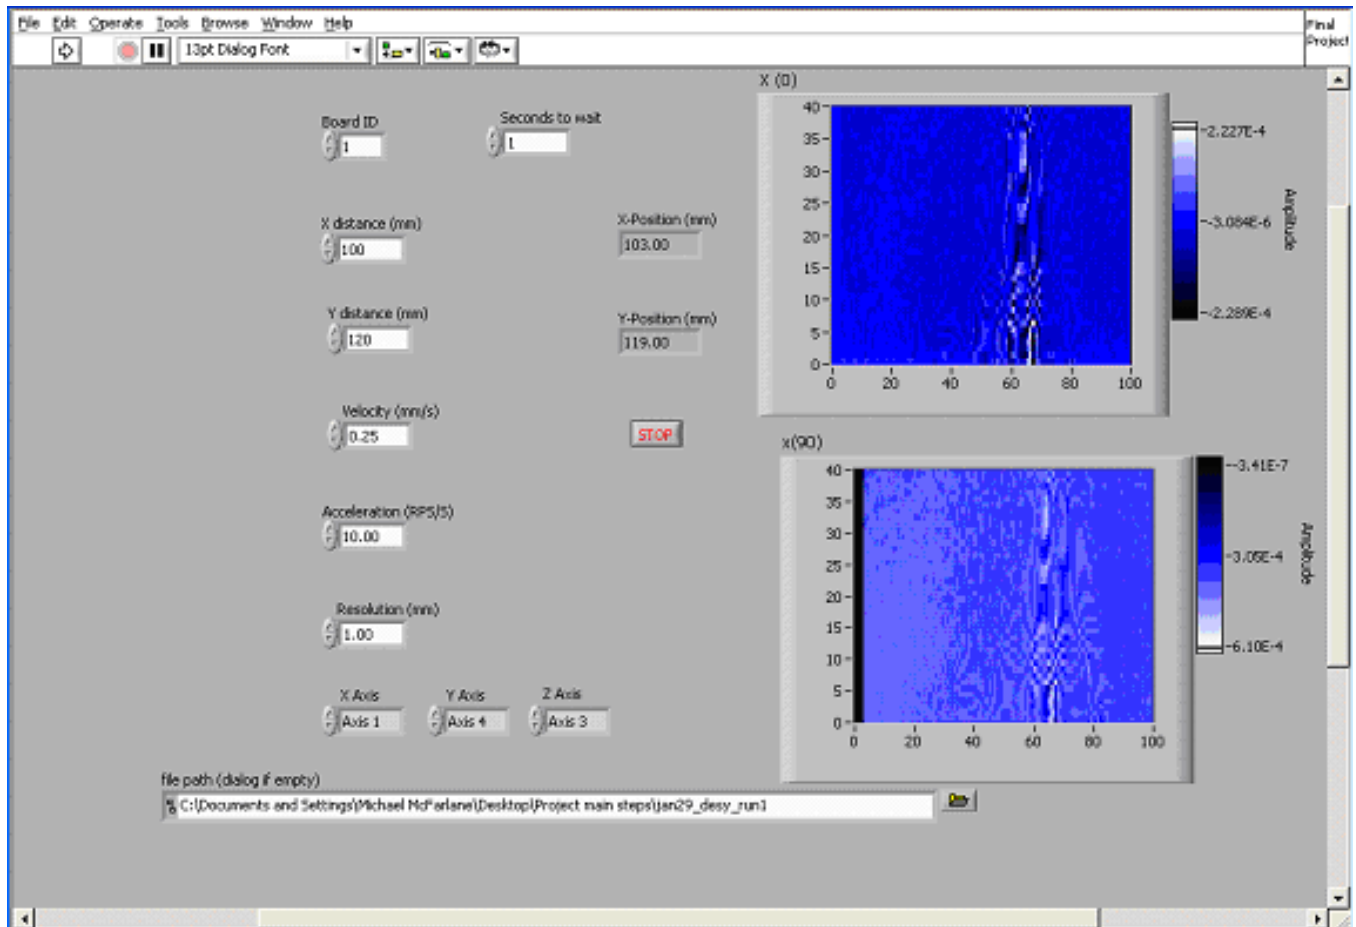 File Edit Operate Tools Browse Window Help
Final
Project
13pt Dialog Font
X (0)
Board ID
1
Seconds to wait
1
X distance (mm)
100
X-Position (mm)
103.00
Y distance (mm)
120
Y-Position (mm)
119.00
Velocity (mm/s)
0.25
STOP
Acceleration (RPS/S)
10.00
Resolution (mm)
1.00
X Axis
Axis 1
Y Axis
Axis 4
Z Axis
Axis 3
40
35
30
25
20
15
10
5
0
0 20 40 60 80 100
-2.227E-4
--3.084E-6
--2.289E-4
Amplitude
x(90)
40
35
30
25
20
15
10
5
0
0 20 40 60 80 100
--3.41E-7
-3.05E-4
-6.10E-4
Amplitude
file path (dialog if empty)
C:\Documents and Settings\Michael McFarlane\Desktop\Project main steps\jan29_desy_run1